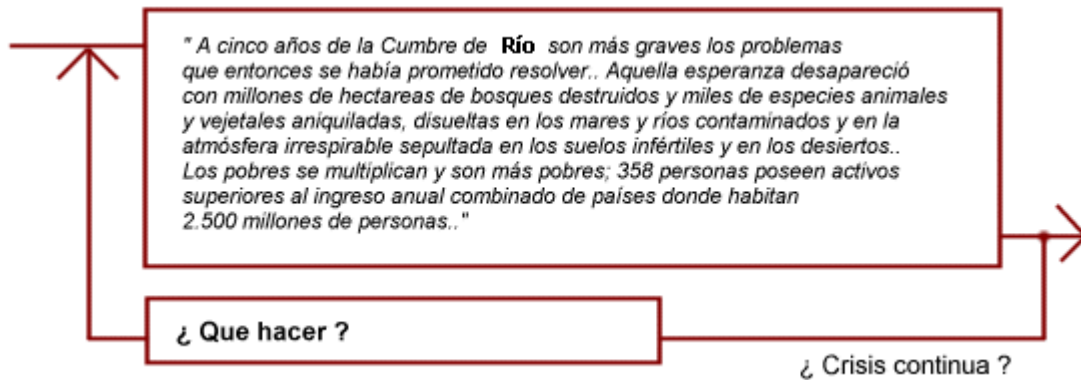 " A cinco años de la Cumbre de Río son más graves los problemas
que entonces se había prometido resolver.. Aquella esperanza desapareció
con millones de hectareas de bosques destruidos y miles de especies animales
y vejetales aniquiladas, disueltas en los mares y ríos contaminados y en la
atmósfera irrespirable sepultada en los suelos infértiles y en los desiertos..
Los pobres se multiplican y son más pobres; 358 personas poseen activos
superiores al ingreso anual combinado de países donde habitan
2.500 millones de personas.."
¿ Que hacer ?
¿ Crisis continua ?